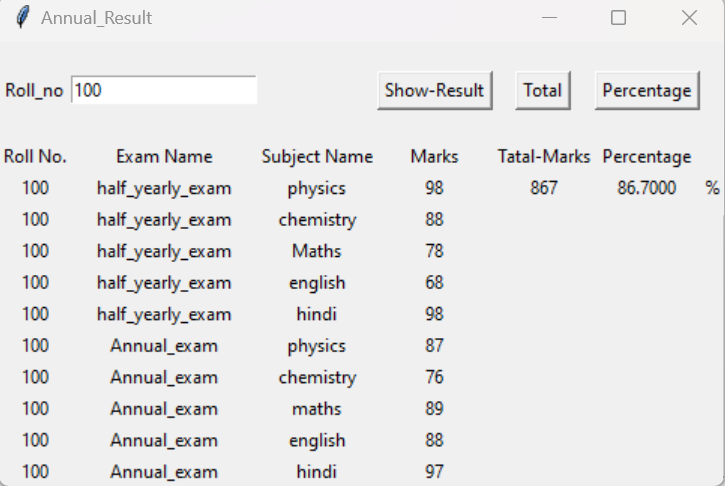 Annual_Result
Roll_no 100 Show-Result Total Percentage
Roll No. Exam Name Subject Name Marks Tatal-Marks Percentage
100 half_yearly_exam physics 98 867 86.7000 %
100 half_yearly_exam chemistry 88
100 half_yearly_exam Maths 78
100 half_yearly_exam english 68
100 half_yearly_exam hindi 98
100 Annual_exam physics 87
100 Annual_exam chemistry 76
100 Annual_exam maths 89
100 Annual_exam english 88
100 Annual_exam hindi 97